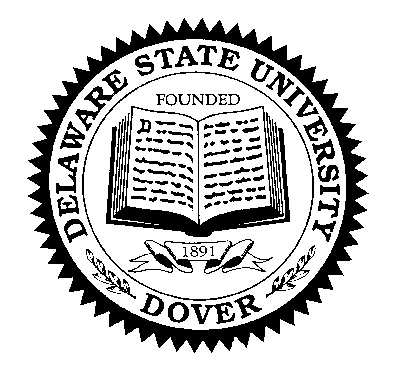 DELAWARE STATE UNIVERSITY
FOUNDED
1891
DOVER